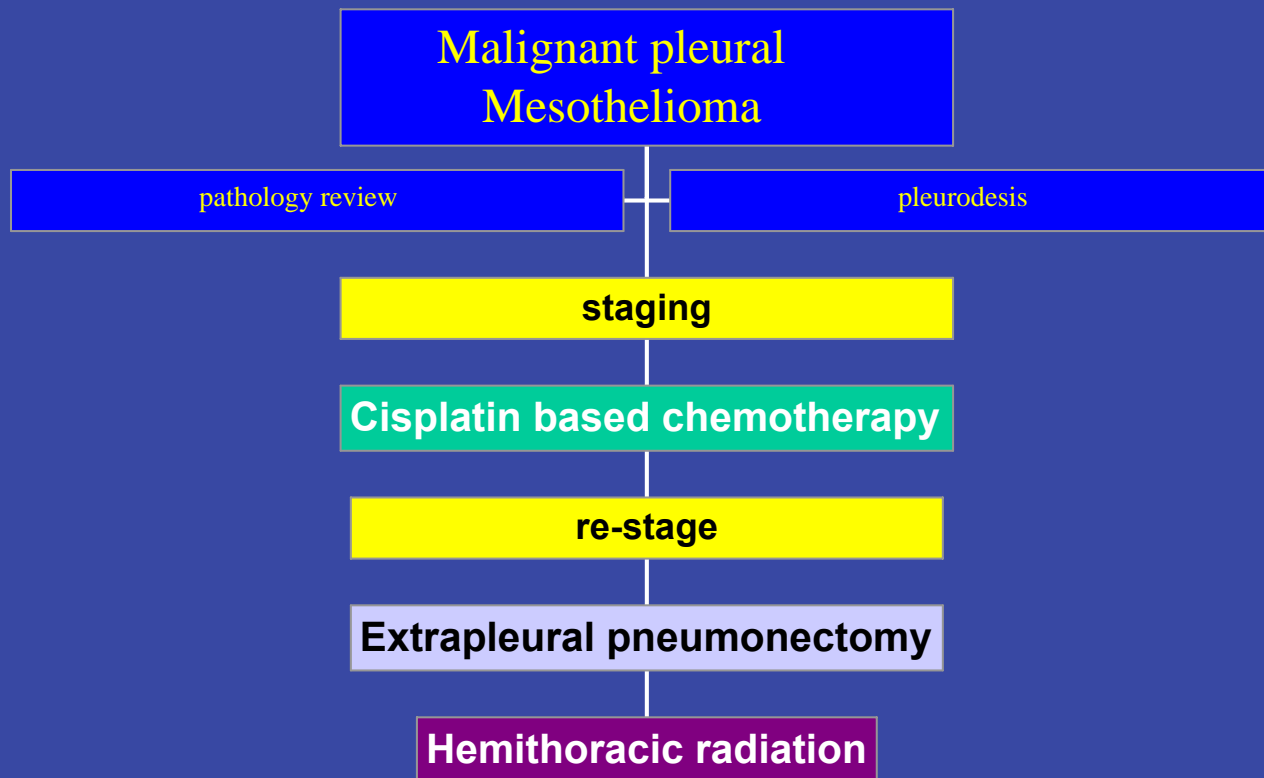 Malignant pleural
Mesothelioma
pathology review
pleurodesis
staging
Cisplatin based chemotherapy
re-stage
Extrapleural pneumonectomy
Hemithoracic radiation